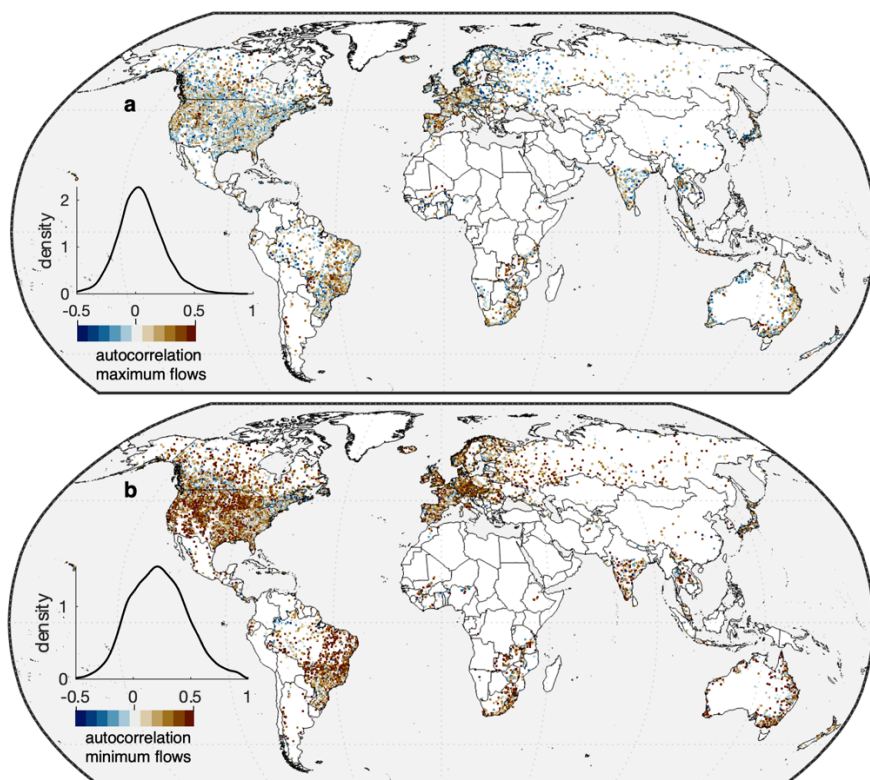 a
2
1
0
density
-0.5
0
0.5
1
autocorrelation
maximum flows
b
1
0
density
-0.5
0
0.5
1
autocorrelation
minimum flows